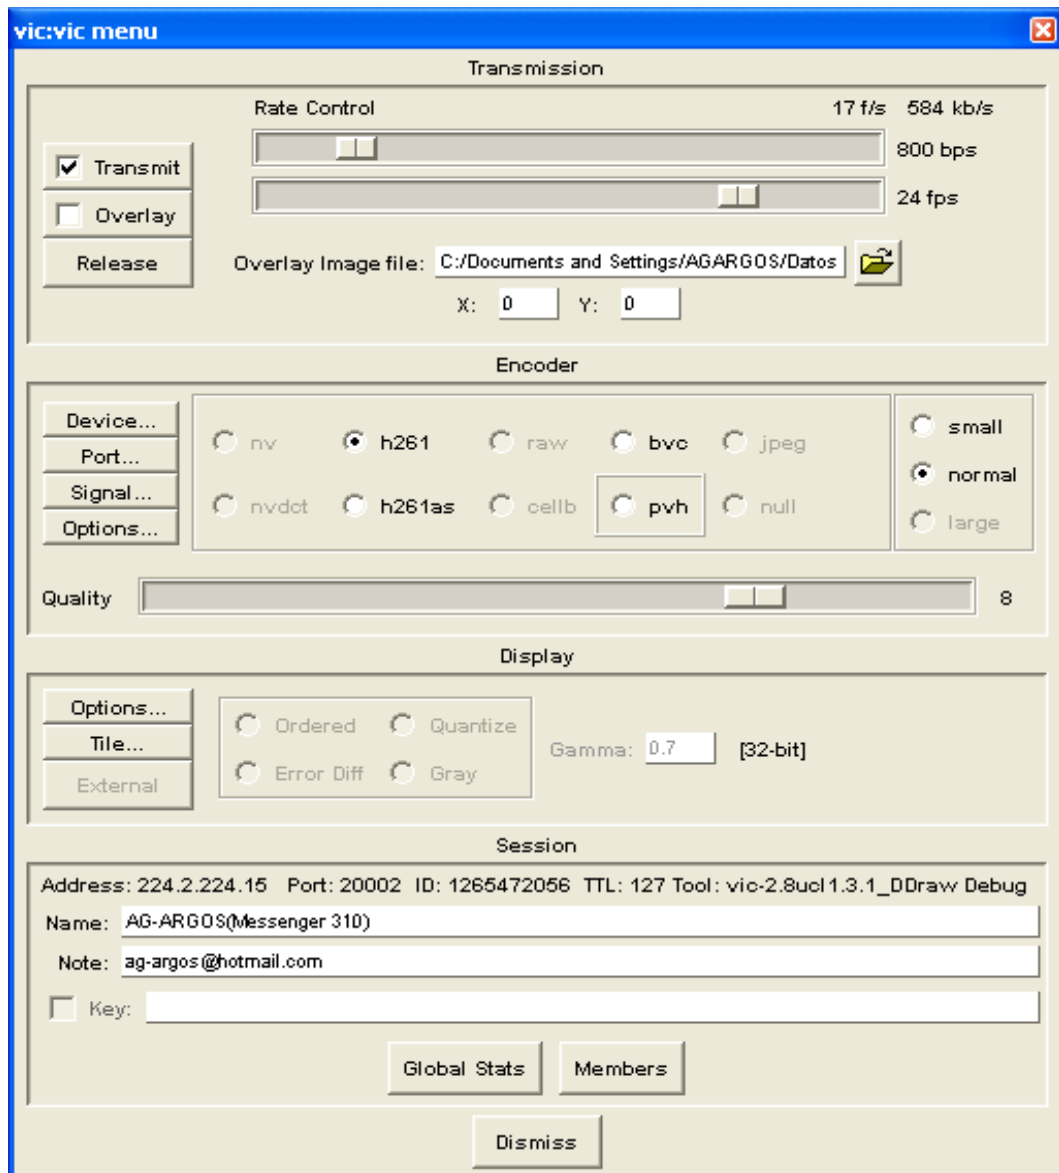 vic:vic menu
Transmission
Rate Control 17 f/s 584 kb/s
800 bps
Transmit
24 fps
Overlay
Release
Overlay Image file: C:/Documents and Settings/AGARGOS/Datos
X: 0 Y: 0
Encoder
Device...
Port...
Signal...
Options...
nv h261 raw bvc jpeg
nvdct h261as cellb pvh null
small
normal
large
Quality 8
Display
Options...
Tile...
External
Ordered Quantize
Error Diff Gray
Gamma: 0.7 [32-bit]
Session
Address: 224.2.224.15 Port: 20002 ID: 1265472056 TTL: 127 Tool: vic-2.8ucl1.3.1_DDraw Debug
Name: AG-ARGOS(Messenger 310)
Note: ag-argos@hotmail.com
Key:
Global Stats Members
Dismiss